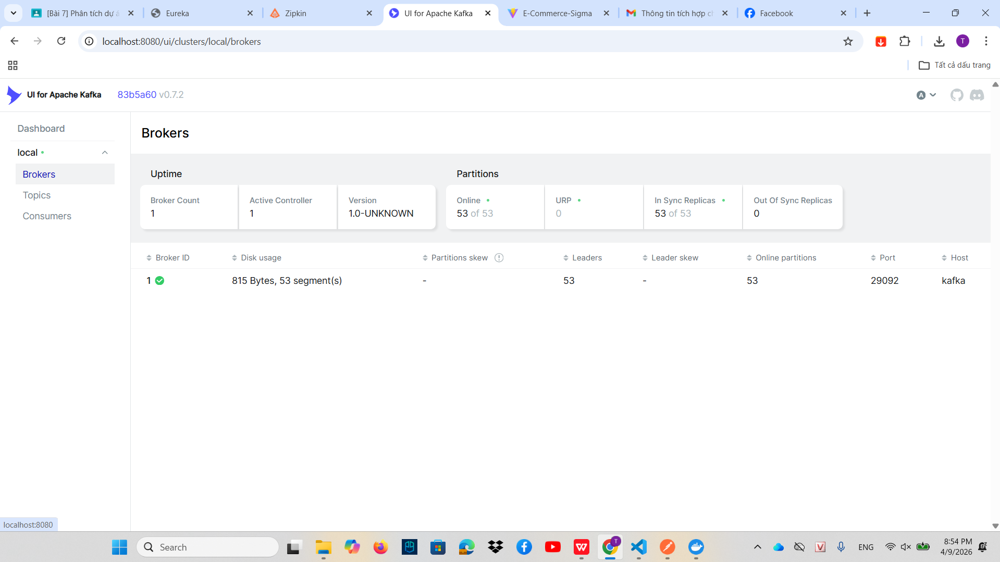 [Bài 7] Phân tích dự á
Eureka
Zipkin
UI for Apache Kafka
E-Commerce-Sigma
Thông tin tích hợp ch
Facebook
localhost:8080/ui/clusters/local/brokers
T
Tất cả dấu trang
UI for Apache Kafka
83b5a60 v0.7.2
A
Dashboard
local
Brokers
Topics
Consumers
Brokers
Uptime
Broker Count
1
Active Controller
1
Version
1.0-UNKNOWN
Partitions
Online
53 of 53
URP
0
In Sync Replicas
53 of 53
Out Of Sync Replicas
0
Broker ID Disk usage Partitions skew Leaders Leader skew Online partitions Port Host
1 815 Bytes, 53 segment(s) - 53 - 53 29092 kafka
localhost:8080
Search
T
ENG
8:54 PM
4/9/2026